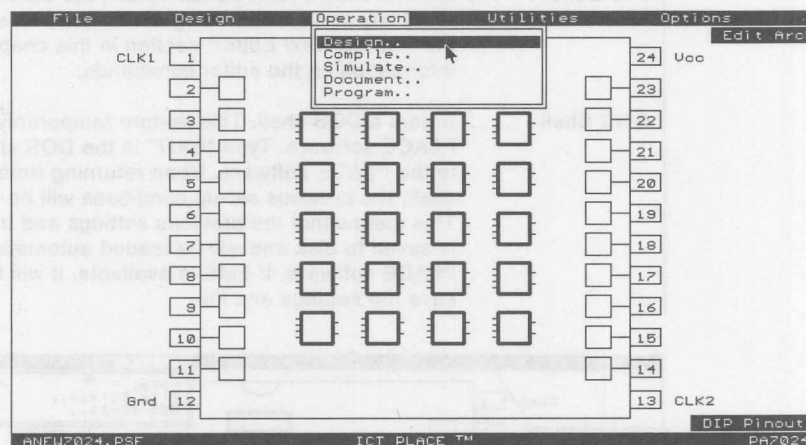 File Design Operation Utilities Options
Edit Arc
Design..
Compile..
Simulate..
Document..
Program..
CLK1 1
24 Vcc
2
23
3
22
4
21
5
20
6
19
7
18
8
17
9
16
10
15
11
14
Gnd 12
13 CLK2
DIP Pinout
ANEW7024.PSF ICT PLACE ™ PA7024